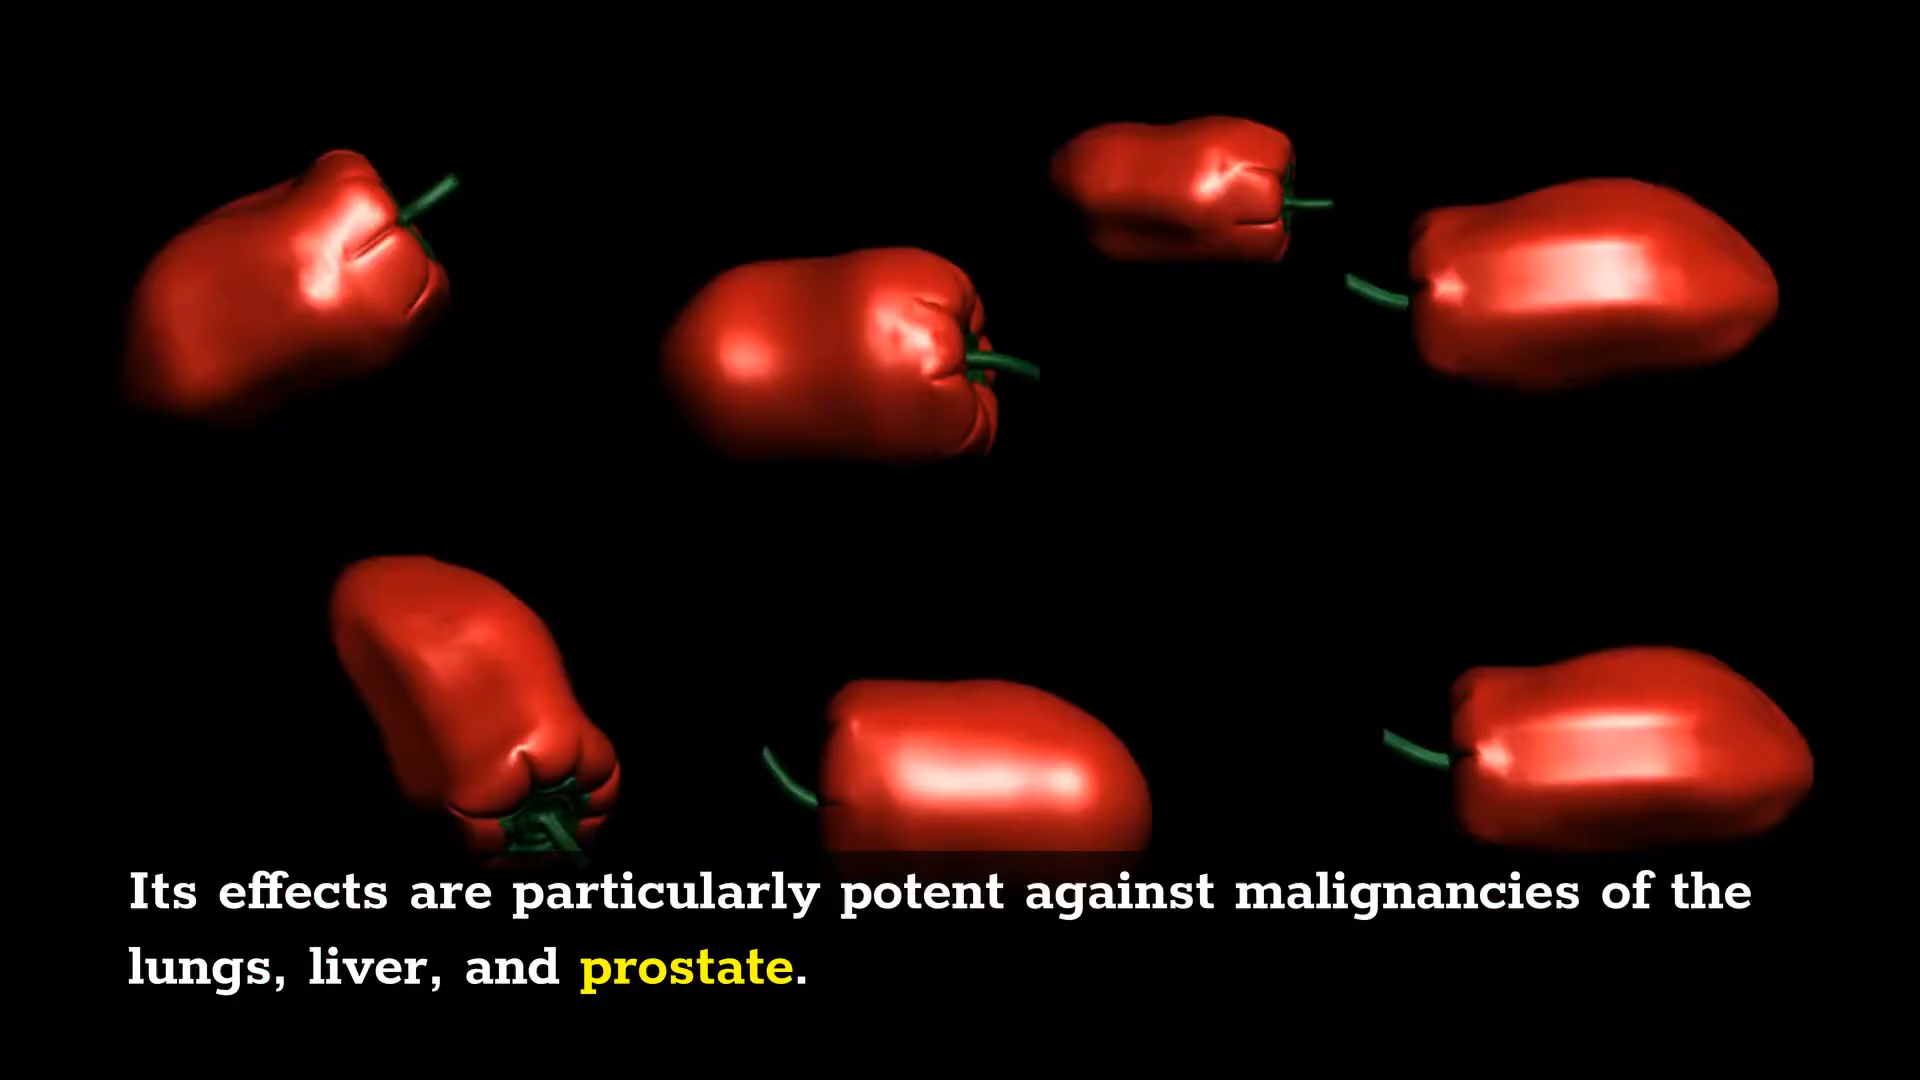 Its effects are particularly potent against malignancies of the
lungs, liver, and prostate.